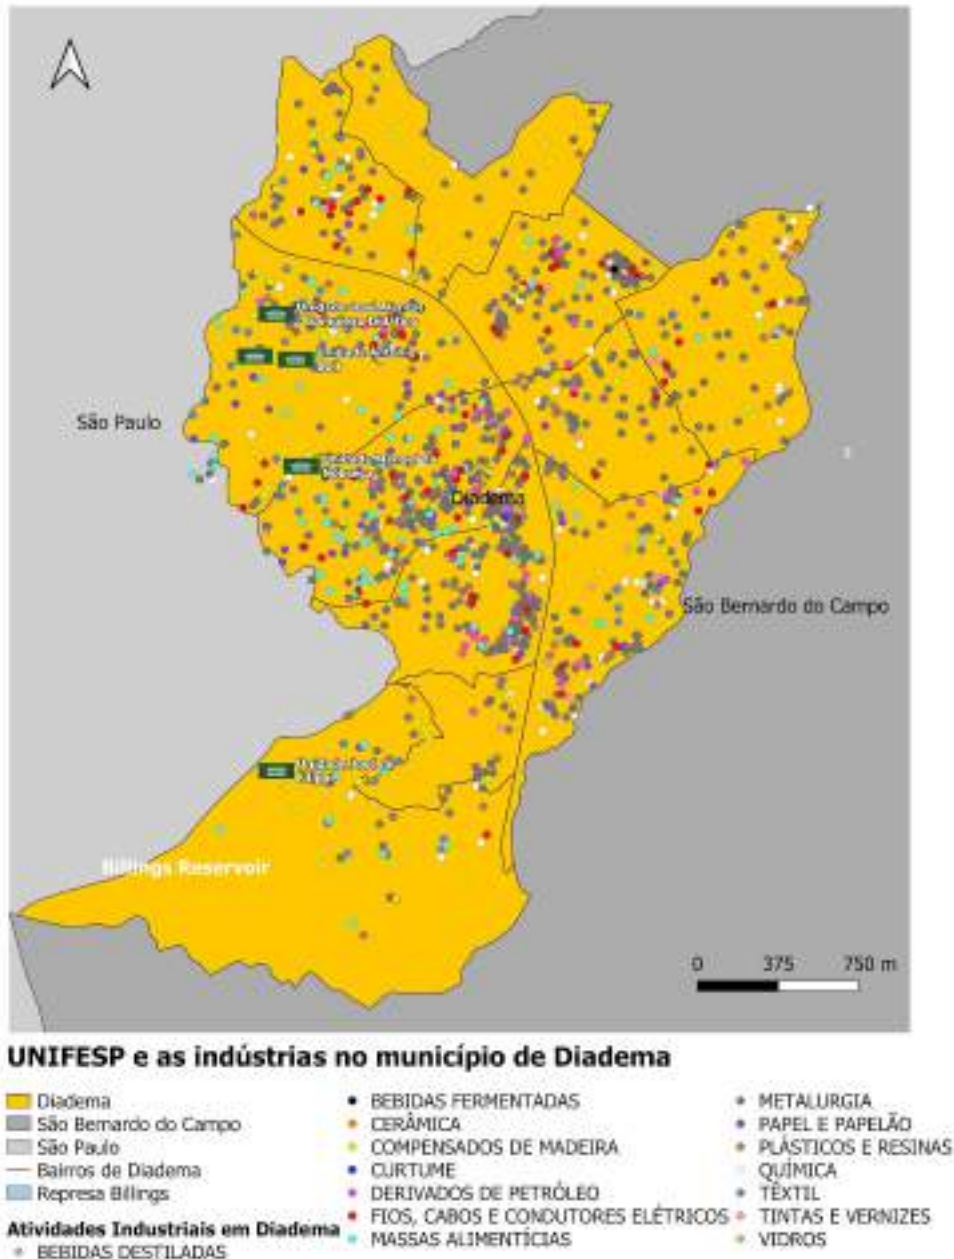 São Paulo
Diadema
São Bernardo do Campo
Billings Reservoir
0 375 750 m
UNIFESP e as indústrias no município de Diadema
Diadema
São Bernardo do Campo
São Paulo
Bairros de Diadema
Represa Billings
Atividades Industriais em Diadema
BEBIDAS DESTILADAS
BEBIDAS FERMENTADAS
CERÂMICA
COMPENSADOS DE MADEIRA
CURTUME
DERIVADOS DE PETRÓLEO
FIOS, CABOS E CONDUTORES ELÉTRICOS
MASSAS ALIMENTÍCIAS
METALURGIA
PAPEL E PAPELÃO
PLÁSTICOS E RESINAS
QUÍMICA
TÊXTIL
TINTAS E VERNIZES
VIDROS